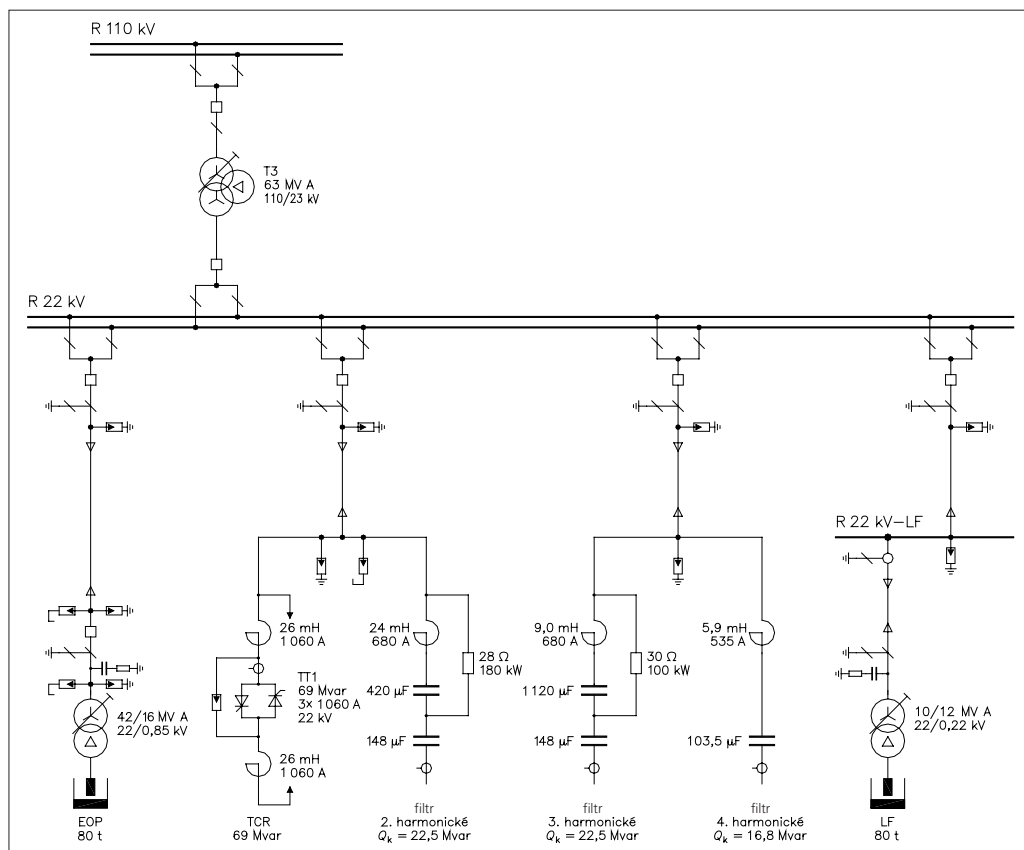 R 110 kV
T3
63 MV A
110/23 kV
R 22 kV
R 22 kV–LF
26 mH
1 060 A
24 mH
680 A
9,0 mH
680 A
5,9 mH
535 A
28 Ω
180 kW
30 Ω
100 kW
TT1
69 Mvar
3× 1 060 A
22 kV
420 µF
1 120 µF
42/16 MV A
22/0,85 kV
10/12 MV A
22/0,22 kV
148 µF
148 µF
103,5 µF
26 mH
1 060 A
EOP
80 t
TCR
69 Mvar
filtr
2. harmonické
Qk = 22,5 Mvar
filtr
3. harmonické
Qk = 22,5 Mvar
filtr
4. harmonické
Qk = 16,8 Mvar
LF
80 t